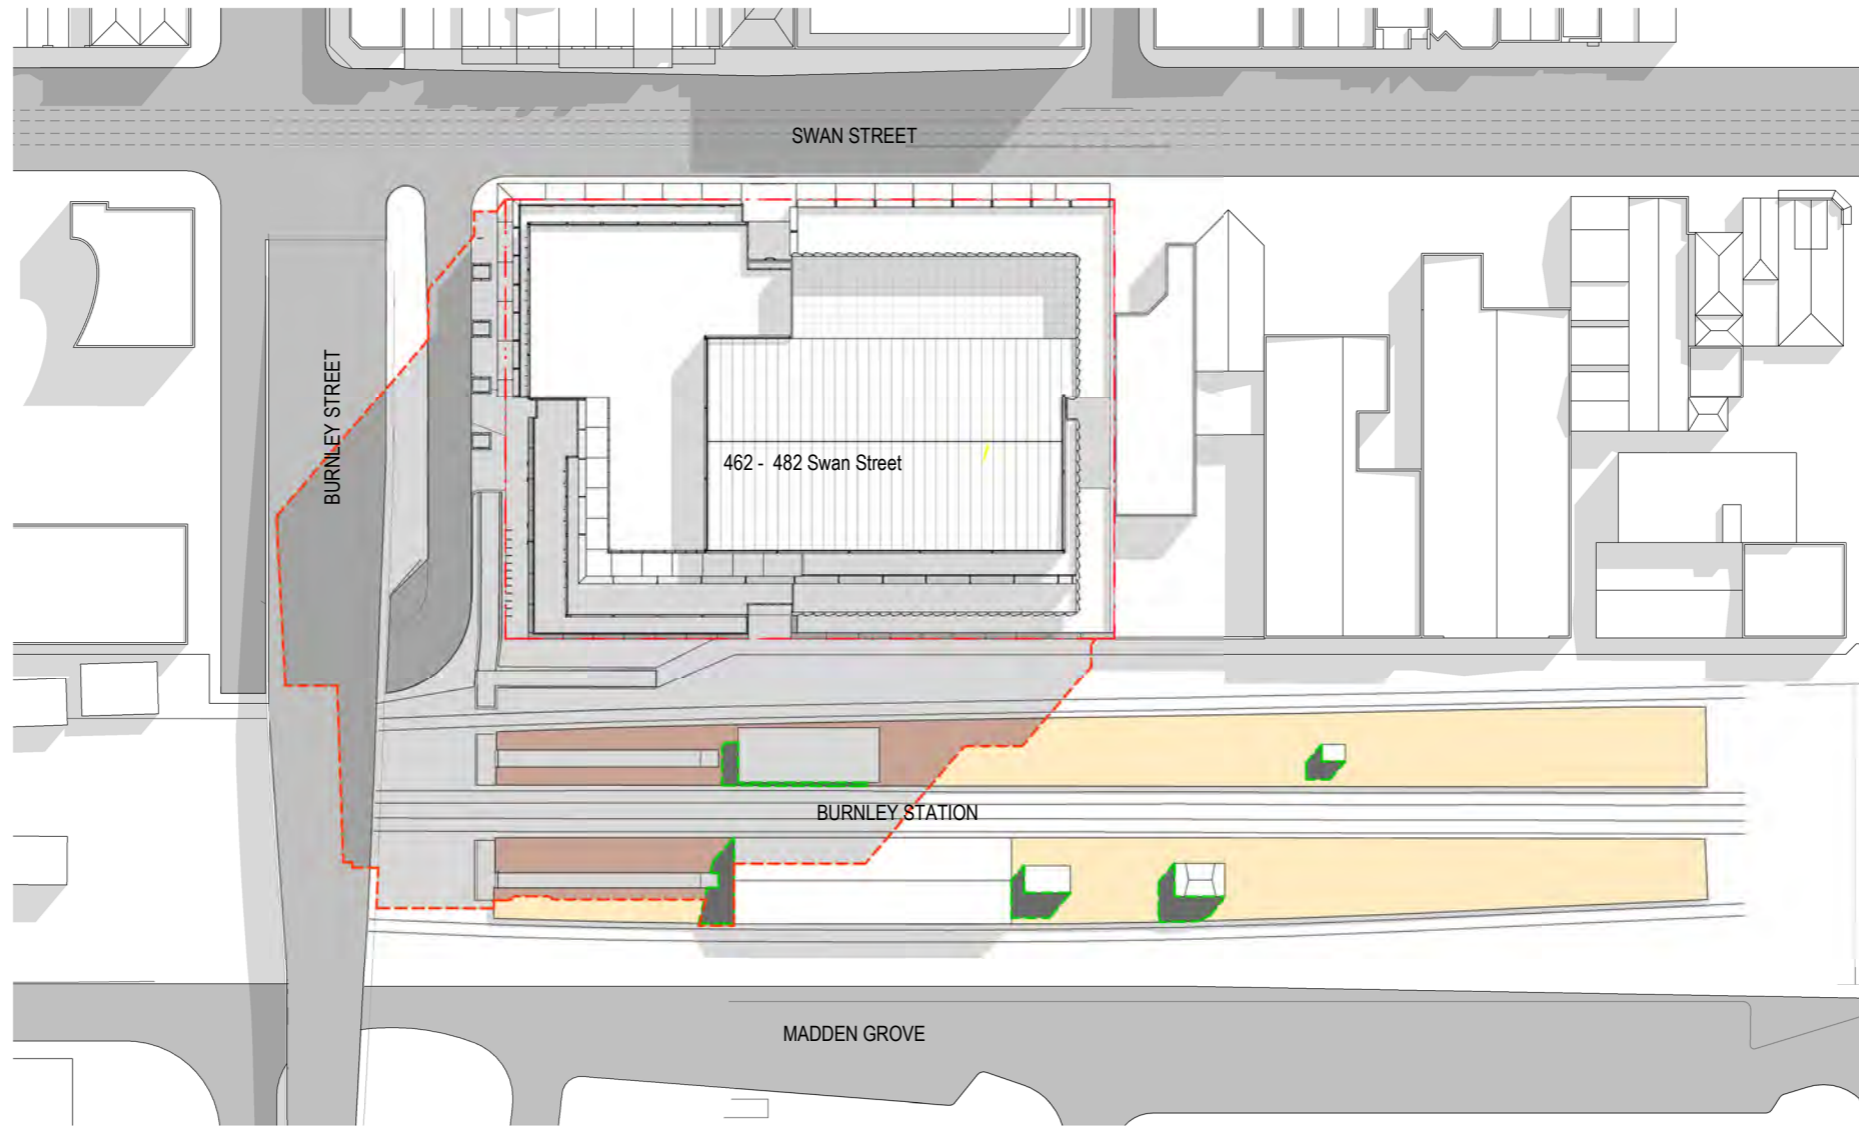 SWAN STREET
BURNLEY STREET
462 - 482 Swan Street
BURNLEY STATION
MADDEN GROVE